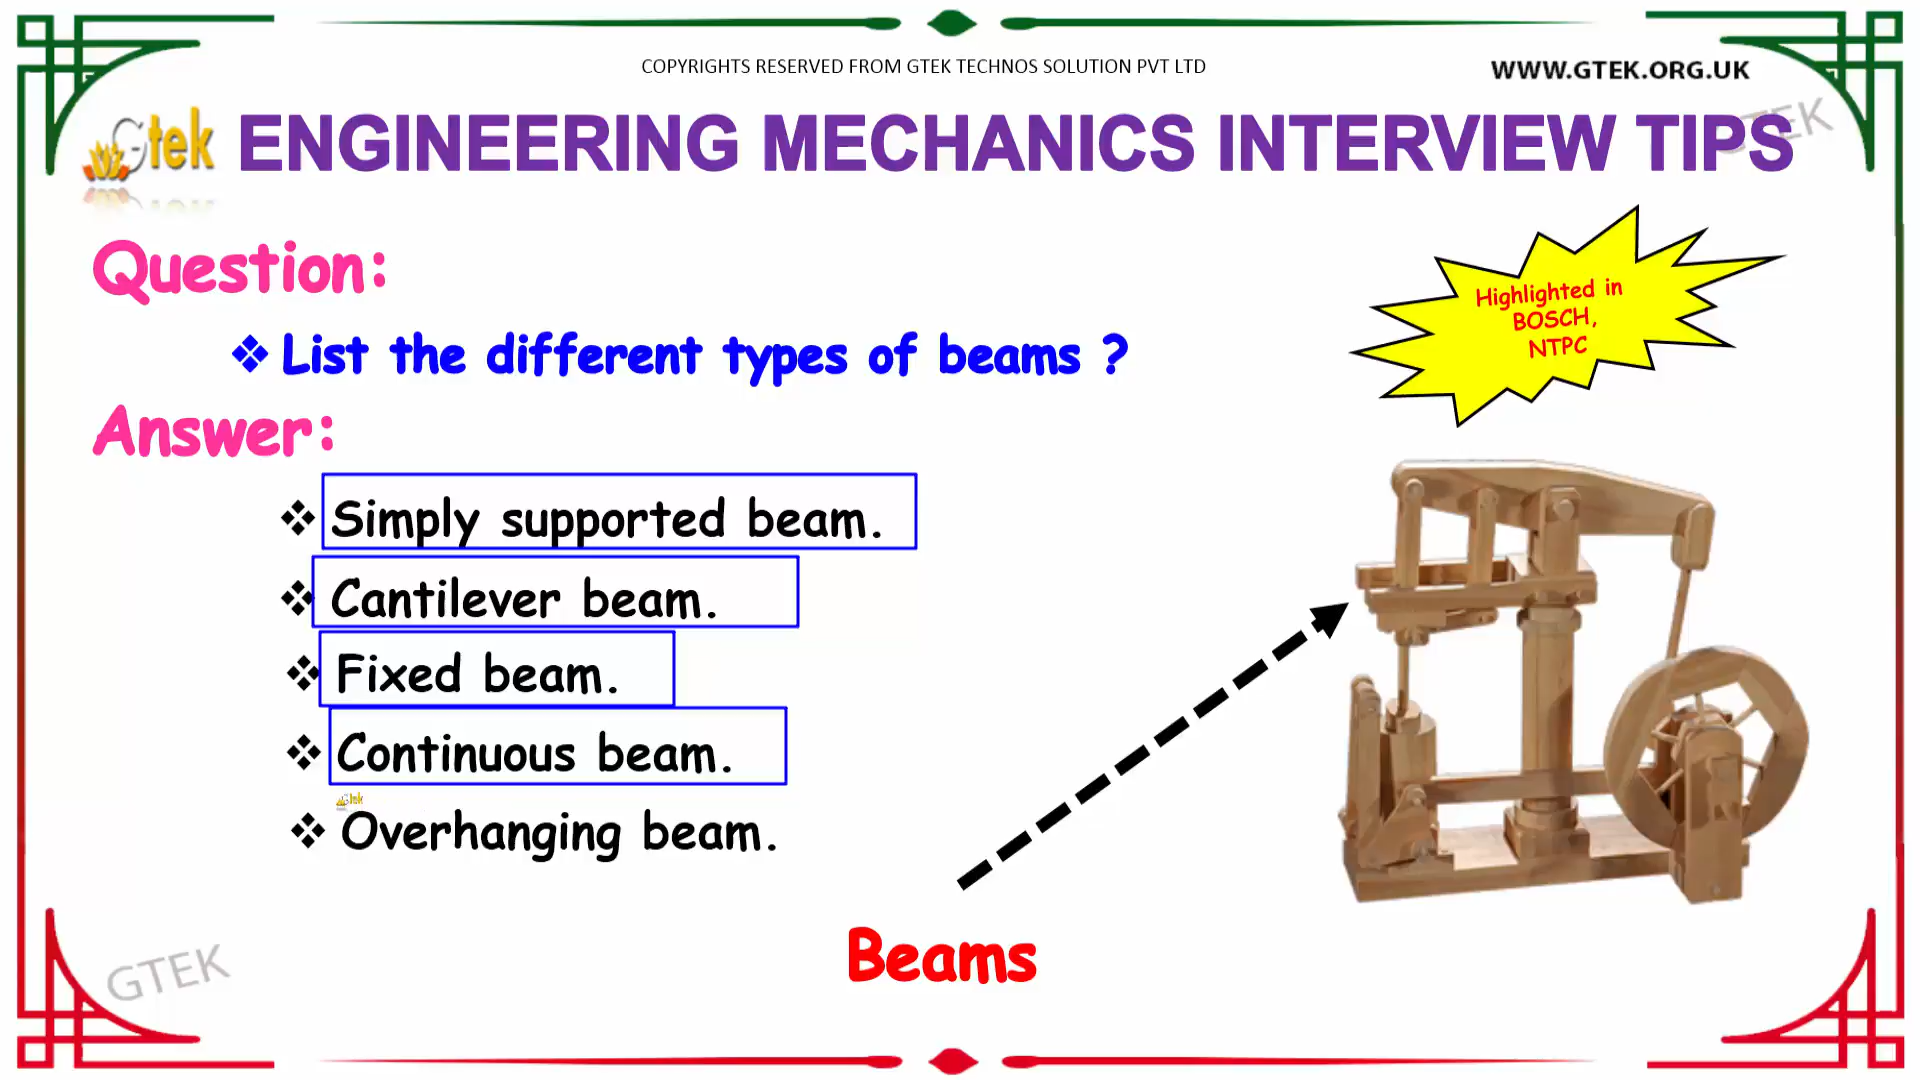 COPYRIGHTS RESERVED FROM GTEK TECHNOS SOLUTION PVT LTD
WWW.GTEK.ORG.UK
GTEK
Gtek
ENGINEERING MECHANICS INTERVIEW TIPS
Question:
List the different types of beams ?
Highlighted in
BOSCH,
NTPC
Answer:
Simply supported beam.
Cantilever beam.
Fixed beam.
Continuous beam.
Gtek
Overhanging beam.
Beams
GTEK